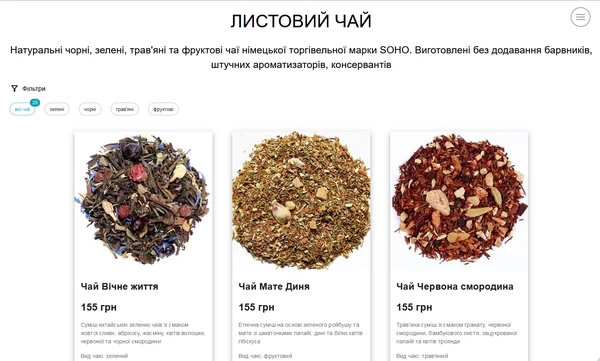 ЛИСТОВИЙ ЧАЙ
Натуральні чорні, зелені, трав'яні та фруктові чаї німецької торгівельної марки SOHO. Виготовлені без додавання барвників,
штучних ароматизаторів, консервантів
Фільтри
всі чаї 20 зелені чорні трав'яні фруктові
Чай Вічне життя
155 грн
Суміш китайських зелених чаїв зі смаком
жовтої сливи, абрикосу, жасміну, квітів волошки,
червоної та чорної смородини
Вид чаю: зелений
Чай Мате Диня
155 грн
Етнічна суміш на основі зеленого ройбушу та
мате зі шматочками папайї, дині та білих квітів
гібіскуса
Вид чаю: фруктовий
Чай Червона смородина
155 грн
Трав'яна суміш зі смаком гранату, червоної
смородини, бамбукового листя, зацукрованої
папайї та квітів троянди
Вид чаю: трав'яний